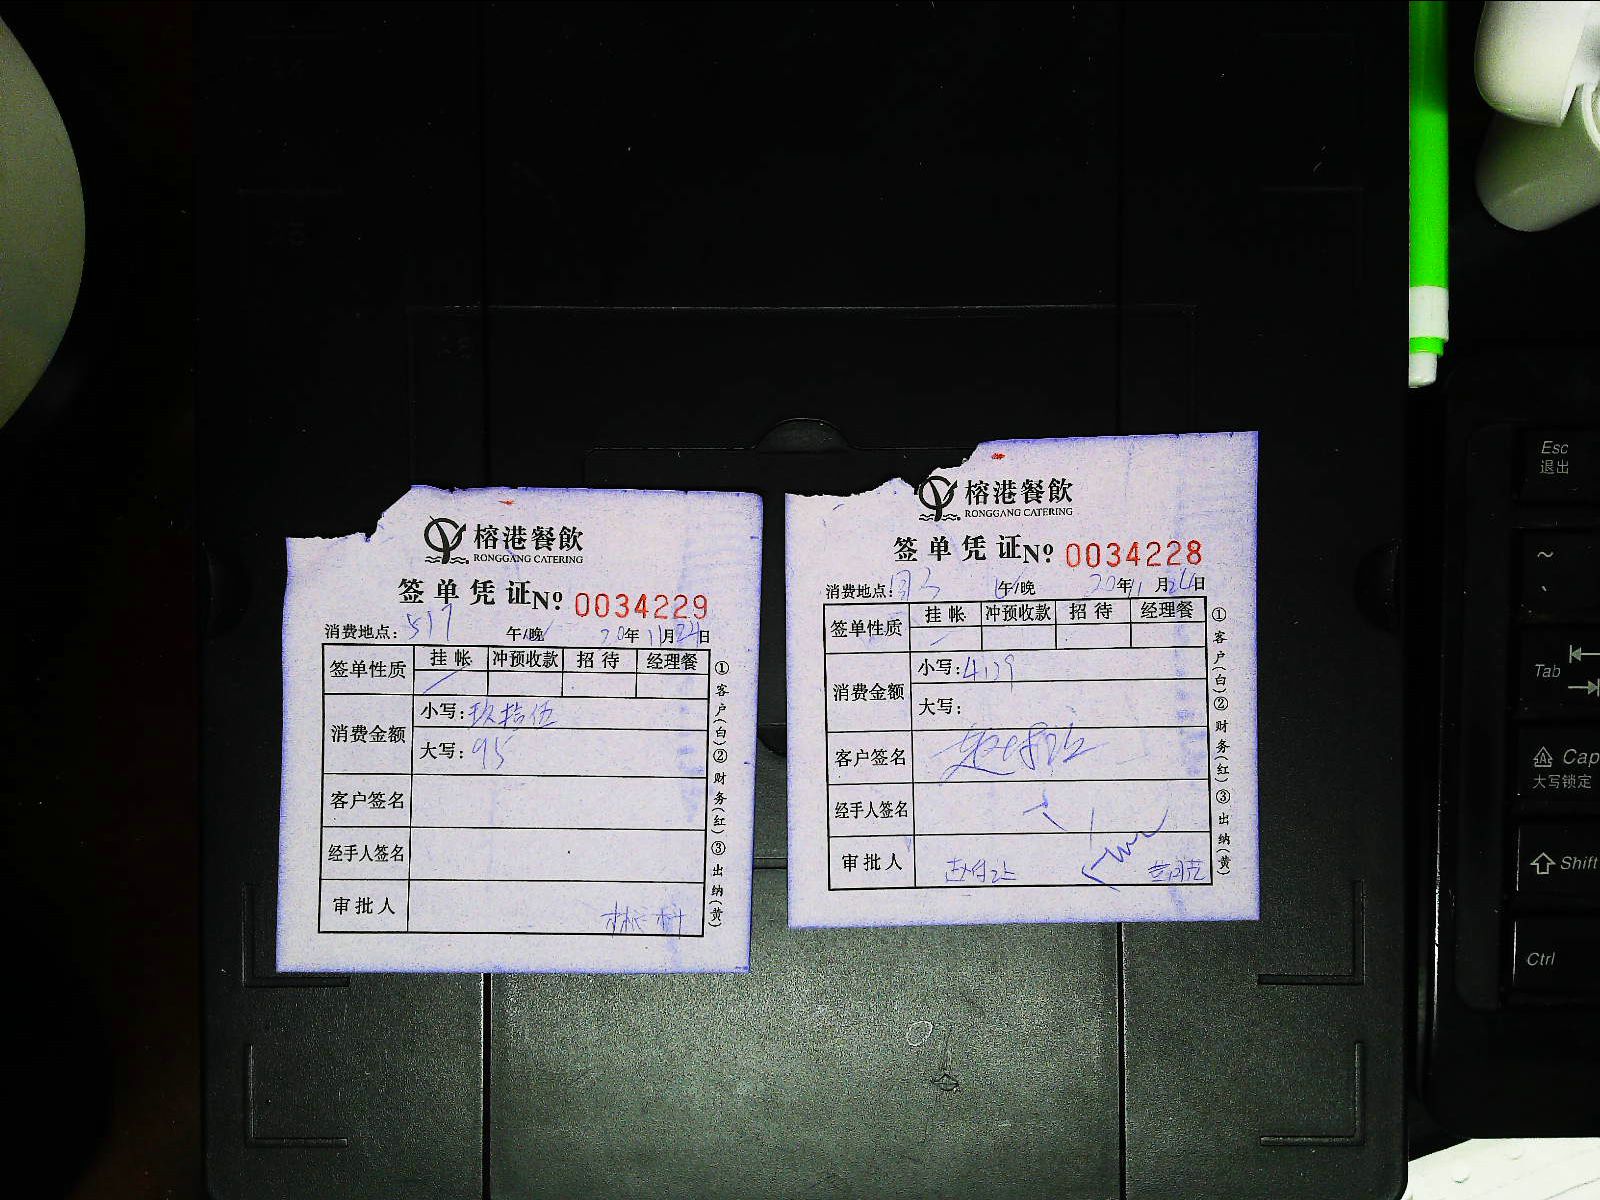 榕港餐飲
RONGGANG CATERING
签单凭证 Nº 0034229
消费地点: 517 午/晚 20年11月24日
签单性质 挂帐 冲预收款 招待 经理餐
消费金额 小写: 玖拾伍
大写: 95
客户签名
经手人签名
审批人
①客户(白)②财务(红)③出纳(黄)
榕港餐飲
RONGGANG CATERING
签单凭证 Nº 0034228
消费地点: 午/晚 20年11月24日
签单性质 挂帐 冲预收款 招待 经理餐
消费金额 小写: 4139
大写:
客户签名
经手人签名
审批人
①客户(白)②财务(红)③出纳(黄)
Esc
退出
~
Tab
Cap
大写锁定
Shift
Ctrl